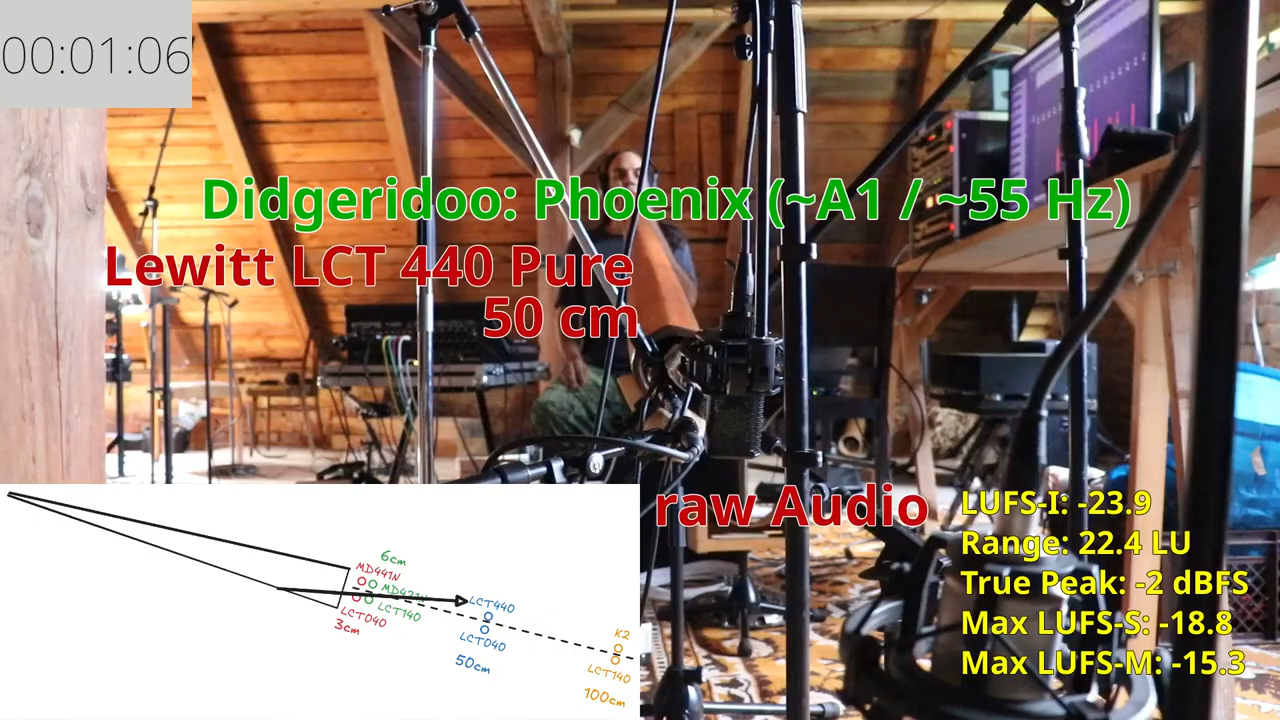 00:01:06
Didgeridoo: Phoenix (~A1 / ~55 Hz)
Lewitt LCT 440 Pure
50 cm
raw Audio
LUFS-I: -23.9
Range: 22.4 LU
True Peak: -2 dBFS
Max LUFS-S: -18.8
Max LUFS-M: -15.3
6cm
MD441N
MD421N
LCT140
LCT040
3cm
LCT440
LCT040
50cm
K2
LCT140
100cm